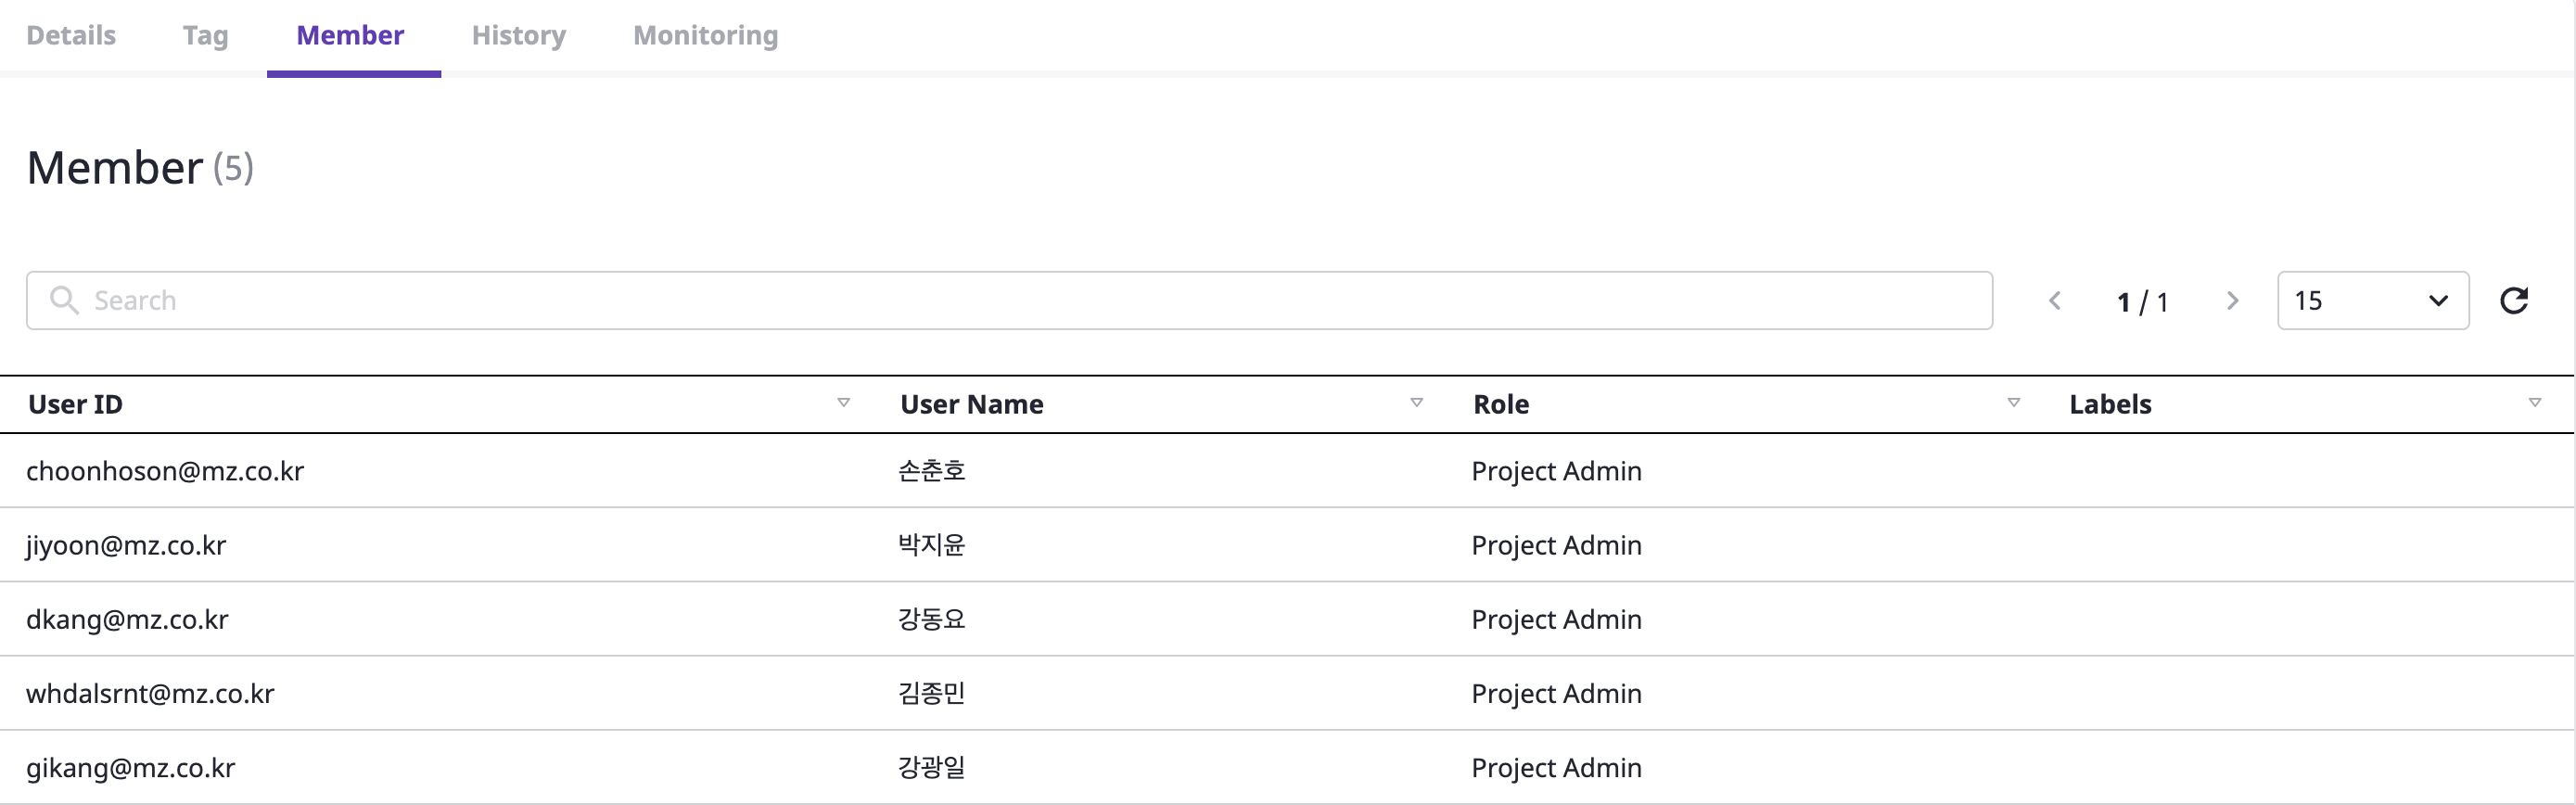 Details Tag Member History Monitoring
Member (5)
Search 1 / 1 15
User ID User Name Role Labels
choonhoson@mz.co.kr 손춘호 Project Admin
jiyoon@mz.co.kr 박지윤 Project Admin
dkang@mz.co.kr 강동요 Project Admin
whdalsrnt@mz.co.kr 김종민 Project Admin
gikang@mz.co.kr 강광일 Project Admin